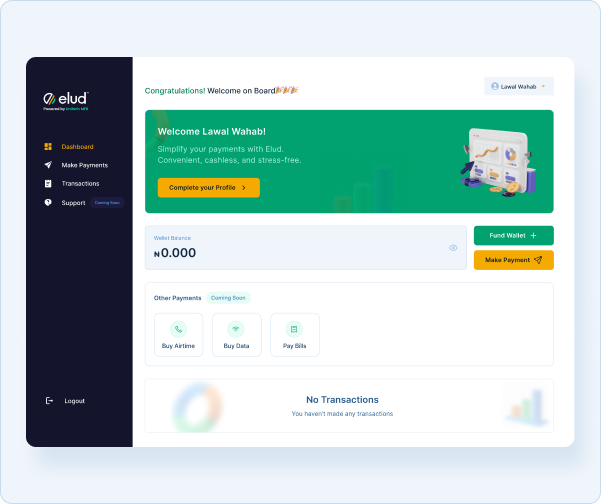 elud
Powered by Unilorin MFB
Dashboard
Make Payments
Transactions
Support
Coming Soon
Logout
Congratulations! Welcome on Board🎉🎉🎉
Lawal Wahab
Welcome Lawal Wahab!
Simplify your payments with Elud.
Convenient, cashless, and stress-free.
Complete your Profile
Wallet Balance
₦0.000
Fund Wallet
Make Payment
Other Payments
Coming Soon
Buy Airtime
Buy Data
Pay Bills
No Transactions
You haven't made any transactions